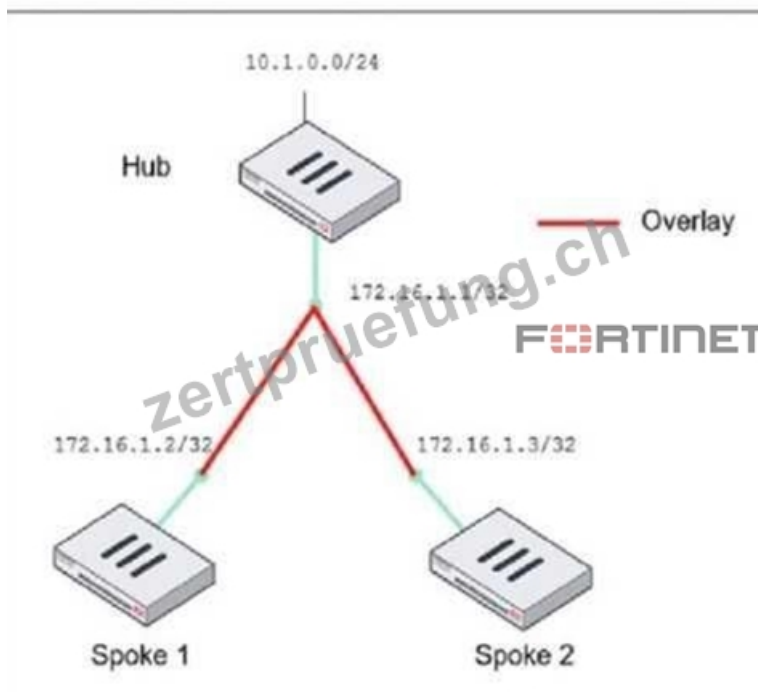 10.1.0.0/24
Hub
Overlay
172.16.1.1/32
FORTINET
zertpruefung.ch
172.16.1.2/32
172.16.1.3/32
Spoke 1
Spoke 2